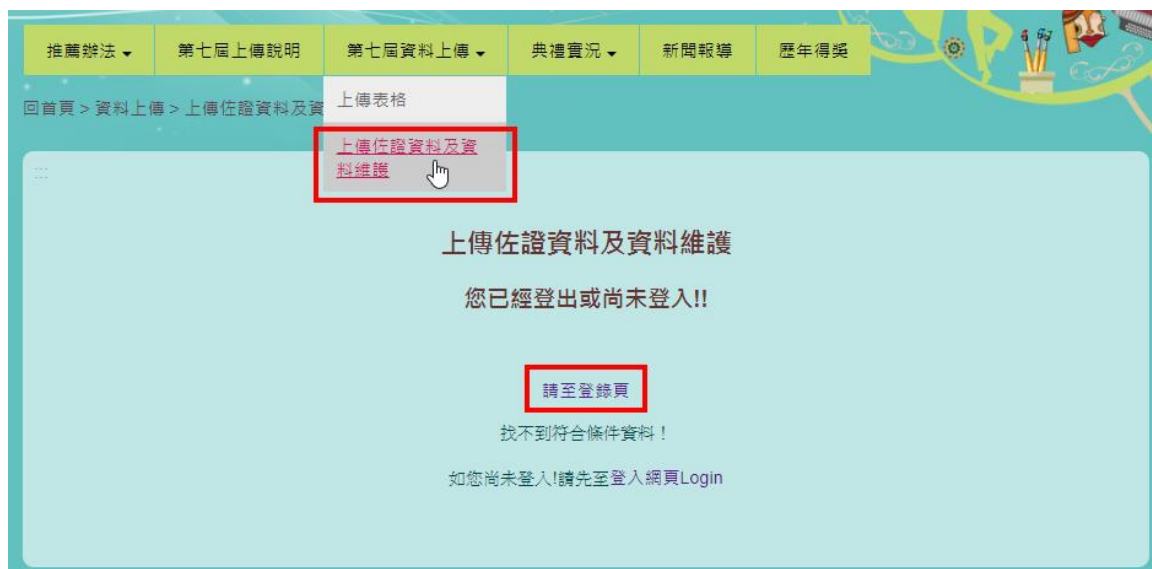 推薦辦法 第七屆上傳說明 第七屆資料上傳 典禮實況 新聞報導 歷年得獎
回首頁 > 資料上傳 > 上傳佐證資料及資
上傳表格
上傳佐證資料及資
料維護
:::
上傳佐證資料及資料維護
您已經登出或尚未登入!!
請至登錄頁
找不到符合條件資料！
如您尚未登入!請先至登入網頁Login